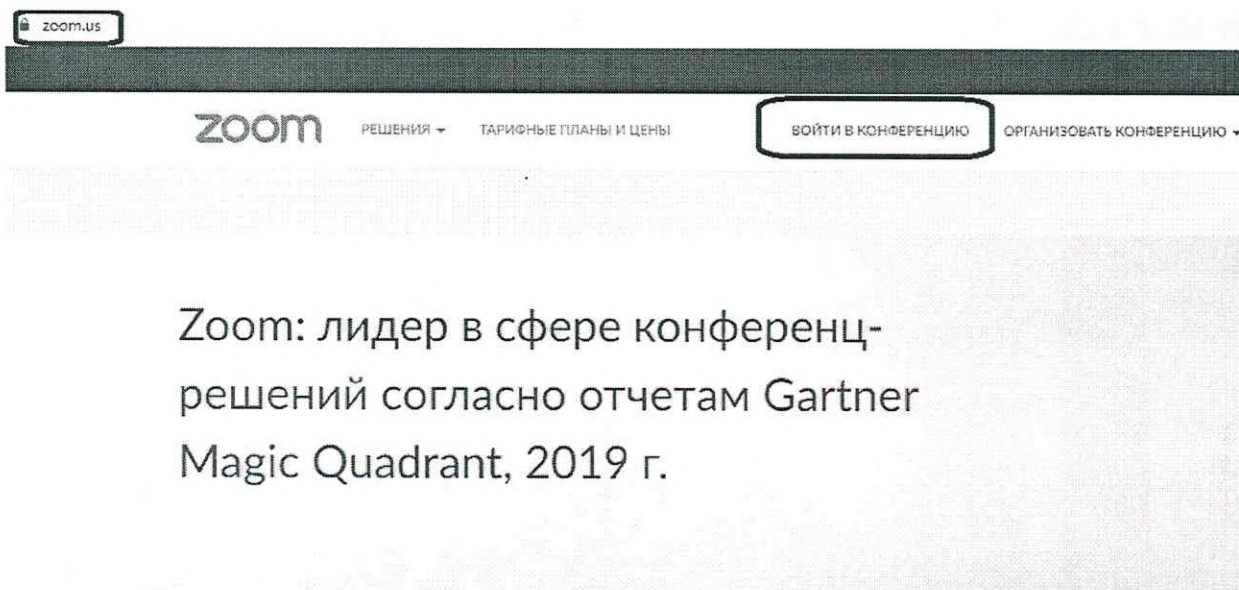 zoom.us
zoom РЕШЕНИЯ ТАРИФНЫЕ ПЛАНЫ И ЦЕНЫ ВОЙТИ В КОНФЕРЕНЦИЮ ОРГАНИЗОВАТЬ КОНФЕРЕНЦИЮ
Zoom: лидер в сфере конференц-
решений согласно отчетам Gartner
Magic Quadrant, 2019 г.